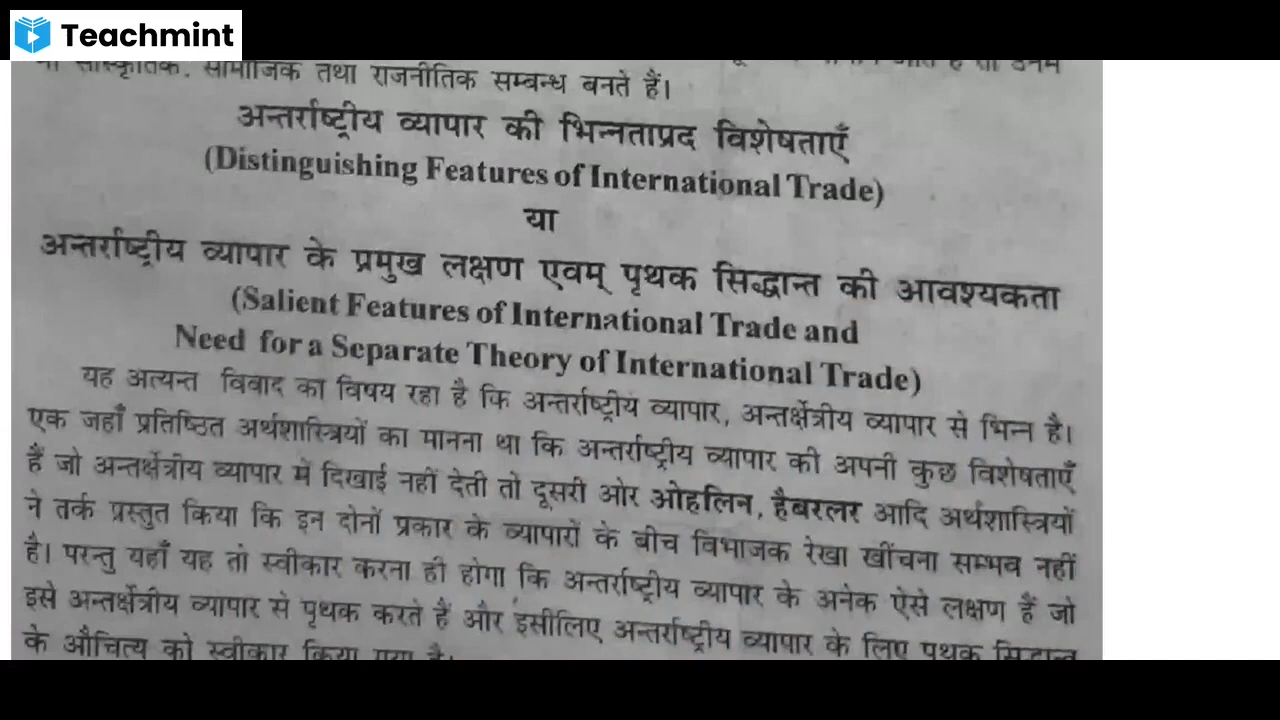 Teachmint
सांस्कृतिक, सामाजिक तथा राजनीतिक सम्बन्ध बनते हैं।
अन्तर्राष्ट्रीय व्यापार की भिन्नताप्रद विशेषताएँ
(Distinguishing Features of International Trade)
या
अन्तर्राष्ट्रीय व्यापार के प्रमुख लक्षण एवम् पृथक सिद्धान्त की आवश्यकता
(Salient Features of International Trade and
Need for a Separate Theory of International Trade)
यह अत्यन्त विवाद का विषय रहा है कि अन्तर्राष्ट्रीय व्यापार, अन्तर्क्षेत्रीय व्यापार से भिन्न है।
एक जहाँ प्रतिष्ठित अर्थशास्त्रियों का मानना था कि अन्तर्राष्ट्रीय व्यापार की अपनी कुछ विशेषताएँ
हैं जो अन्तर्क्षेत्रीय व्यापार में दिखाई नहीं देती तो दूसरी ओर ओहलिन, हैबरलर आदि अर्थशास्त्रियों
ने तर्क प्रस्तुत किया कि इन दोनों प्रकार के व्यापारों के बीच विभाजक रेखा खींचना सम्भव नहीं
है। परन्तु यहाँ यह तो स्वीकार करना ही होगा कि अन्तर्राष्ट्रीय व्यापार के अनेक ऐसे लक्षण हैं जो
इसे अन्तर्क्षेत्रीय व्यापार से पृथक करते हैं और इसीलिए अन्तर्राष्ट्रीय व्यापार के लिए पृथक सिद्धान्त
के औचित्य को स्वीकार किया गया है।